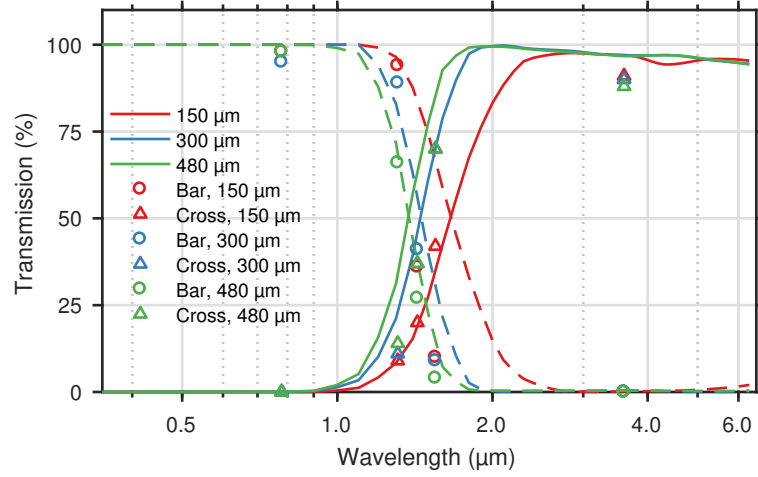 100
75
50
25
0
Transmission (%)
150 µm
300 µm
480 µm
Bar, 150 µm
Cross, 150 µm
Bar, 300 µm
Cross, 300 µm
Bar, 480 µm
Cross, 480 µm
0.5 1.0 2.0 4.0 6.0
Wavelength (µm)